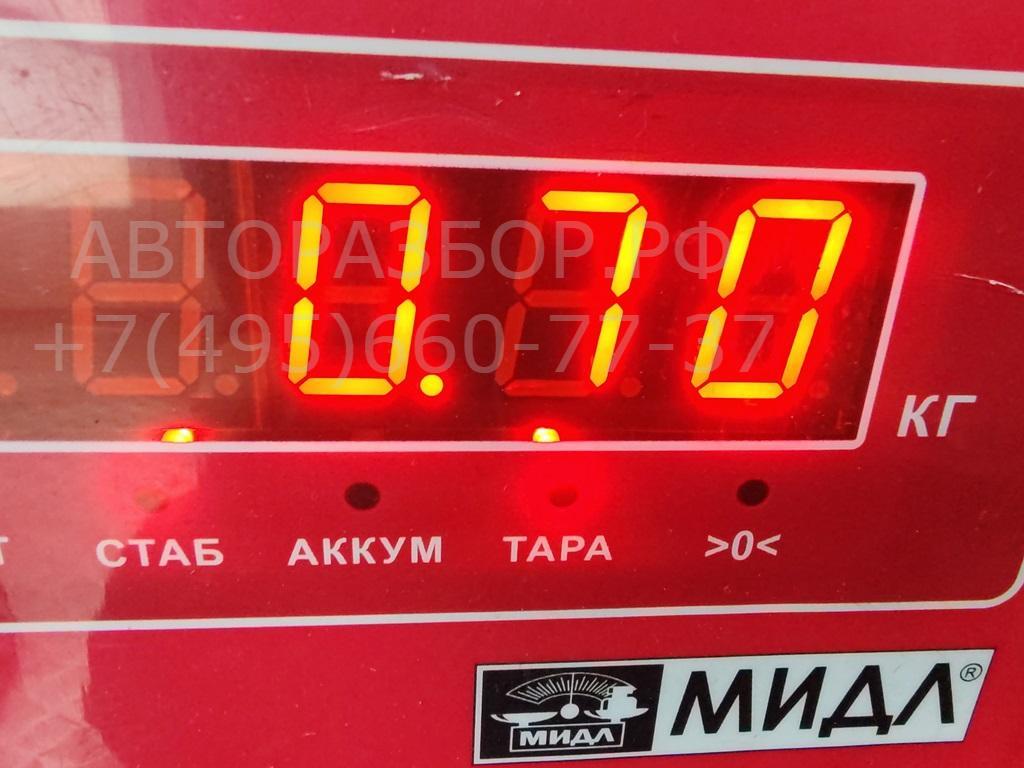 АВТОРАЗБОР.РФ
0.70
+7(495)660-77-37
КГ
СТАБ АККУМ ТАРА >0<
МИДЛ МИДЛ®